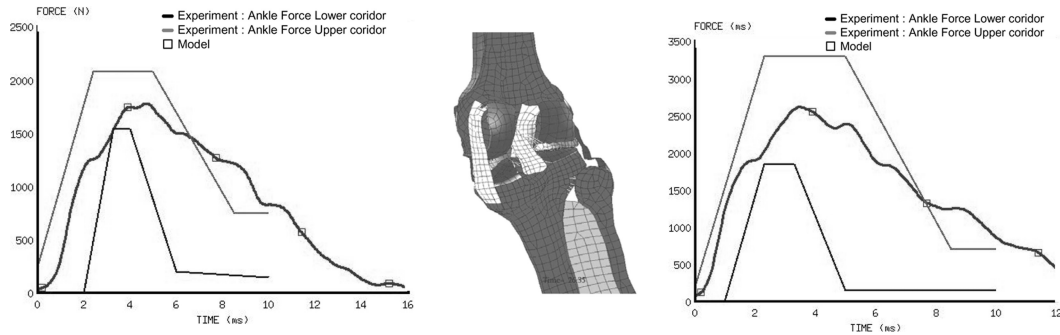 FORCE (N)
Experiment : Ankle Force Lower coridor
Experiment : Ankle Force Upper coridor
Model
2500
2000
1500
1000
500
0
0 2 4 6 8 10 12 14 16
TIME (ms)
FORCE (ms)
Experiment : Ankle Force Lower coridor
Experiment : Ankle Force Upper coridor
Model
3500
3000
2500
2000
1500
1000
500
0
0 2 4 6 8 10 12
TIME (ms)